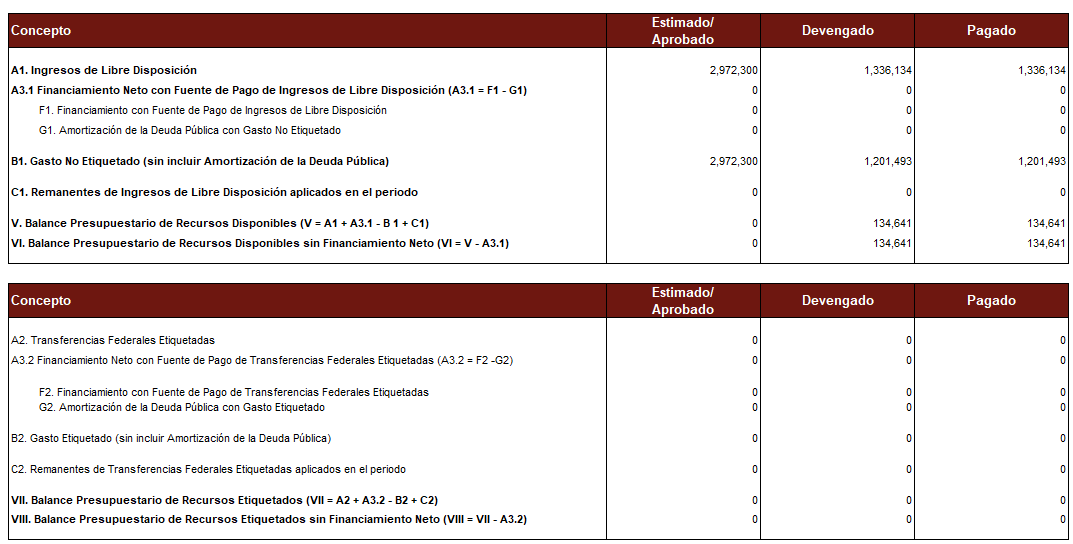 Concepto Estimado/ Aprobado Devengado Pagado
A1. Ingresos de Libre Disposición 2,972,300 1,336,134 1,336,134
A3.1 Financiamiento Neto con Fuente de Pago de Ingresos de Libre Disposición (A3.1 = F1 - G1) 0 0 0
F1. Financiamiento con Fuente de Pago de Ingresos de Libre Disposición 0 0 0
G1. Amortización de la Deuda Pública con Gasto No Etiquetado 0 0 0
B1. Gasto No Etiquetado (sin incluir Amortización de la Deuda Pública) 2,972,300 1,201,493 1,201,493
C1. Remanentes de Ingresos de Libre Disposición aplicados en el periodo 0 0 0
V. Balance Presupuestario de Recursos Disponibles (V = A1 + A3.1 - B 1 + C1) 0 134,641 134,641
VI. Balance Presupuestario de Recursos Disponibles sin Financiamiento Neto (VI = V - A3.1) 0 134,641 134,641
Concepto Estimado/ Aprobado Devengado Pagado
A2. Transferencias Federales Etiquetadas 0 0 0
A3.2 Financiamiento Neto con Fuente de Pago de Transferencias Federales Etiquetadas (A3.2 = F2 -G2) 0 0 0
F2. Financiamiento con Fuente de Pago de Transferencias Federales Etiquetadas 0 0 0
G2. Amortización de la Deuda Pública con Gasto Etiquetado 0 0 0
B2. Gasto Etiquetado (sin incluir Amortización de la Deuda Pública) 0 0 0
C2. Remanentes de Transferencias Federales Etiquetadas aplicados en el periodo 0 0 0
VII. Balance Presupuestario de Recursos Etiquetados (VII = A2 + A3.2 - B2 + C2) 0 0 0
VIII. Balance Presupuestario de Recursos Etiquetados sin Financiamiento Neto (VIII = VII - A3.2) 0 0 0